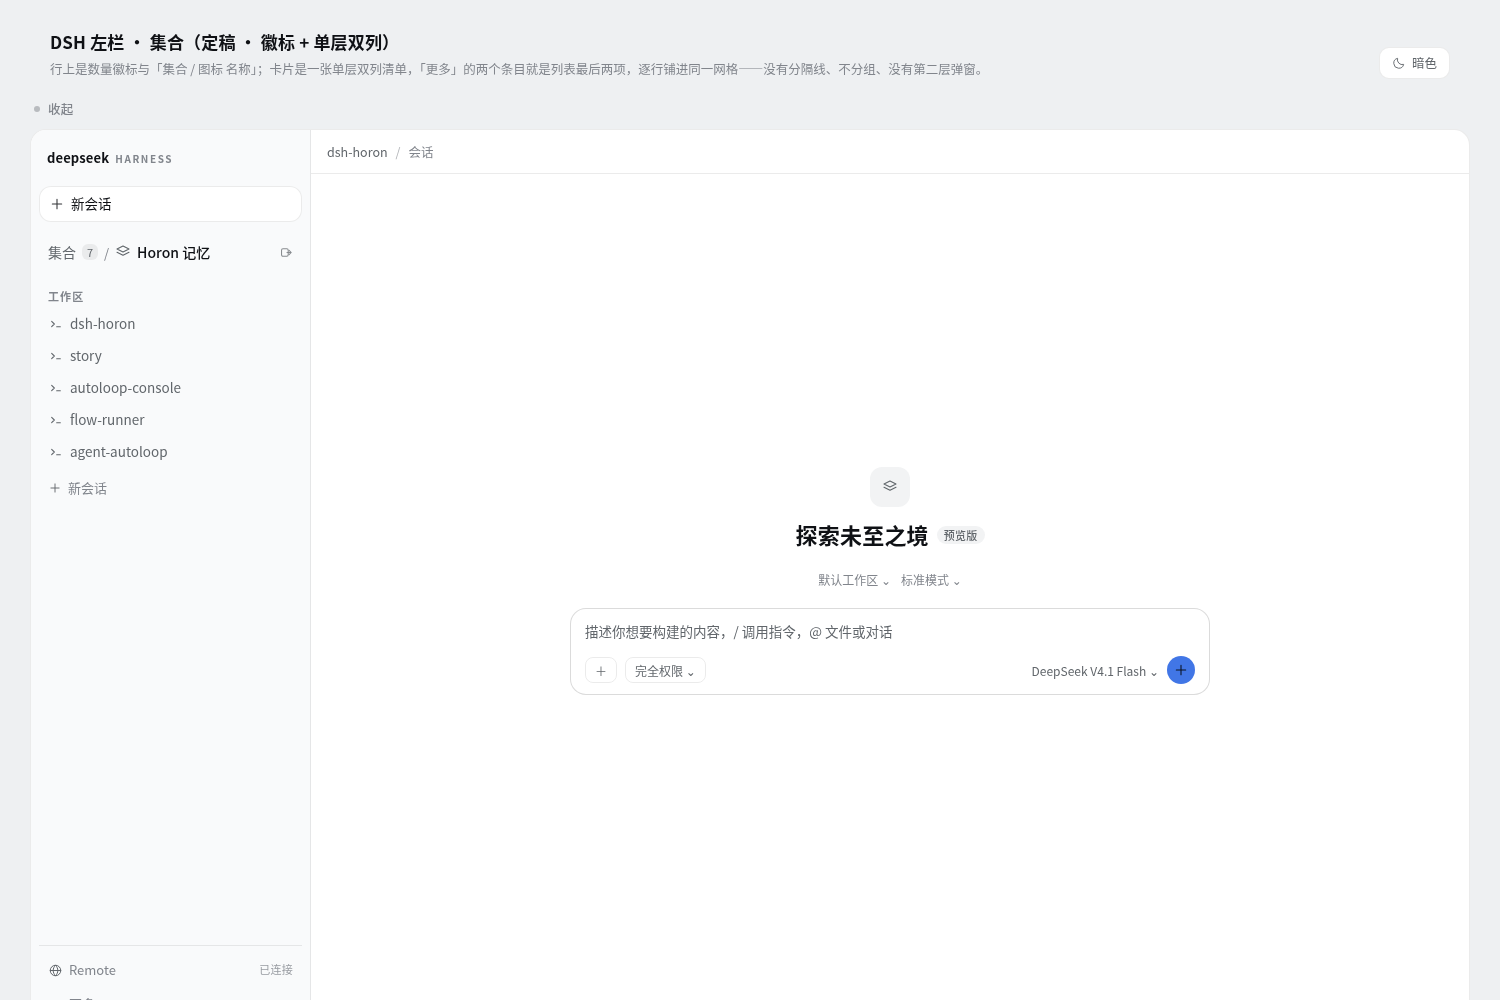 DSH 左栏 · 集合（定稿 · 徽标 + 单层双列）
行上是数量徽标与「集合 / 图标 名称」；卡片是一张单层双列清单，「更多」的两个条目就是列表最后两项，逐行铺进同一网格——没有分隔线、不分组、没有第二层弹窗。
暗色
收起
deepseek HARNESS
dsh-horon / 会话
新会话
集合 7 / Horon 记忆
工作区
dsh-horon
story
autoloop-console
flow-runner
agent-autoloop
新会话
探索未至之境 预览版
默认工作区 标准模式
描述你想要构建的内容，/ 调用指令，@ 文件或对话
完全权限 DeepSeek V4.1 Flash
Remote 已连接